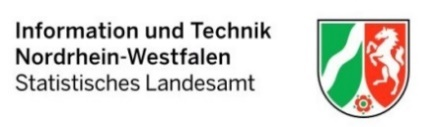 Information und Technik
Nordrhein-Westfalen
Statistisches Landesamt